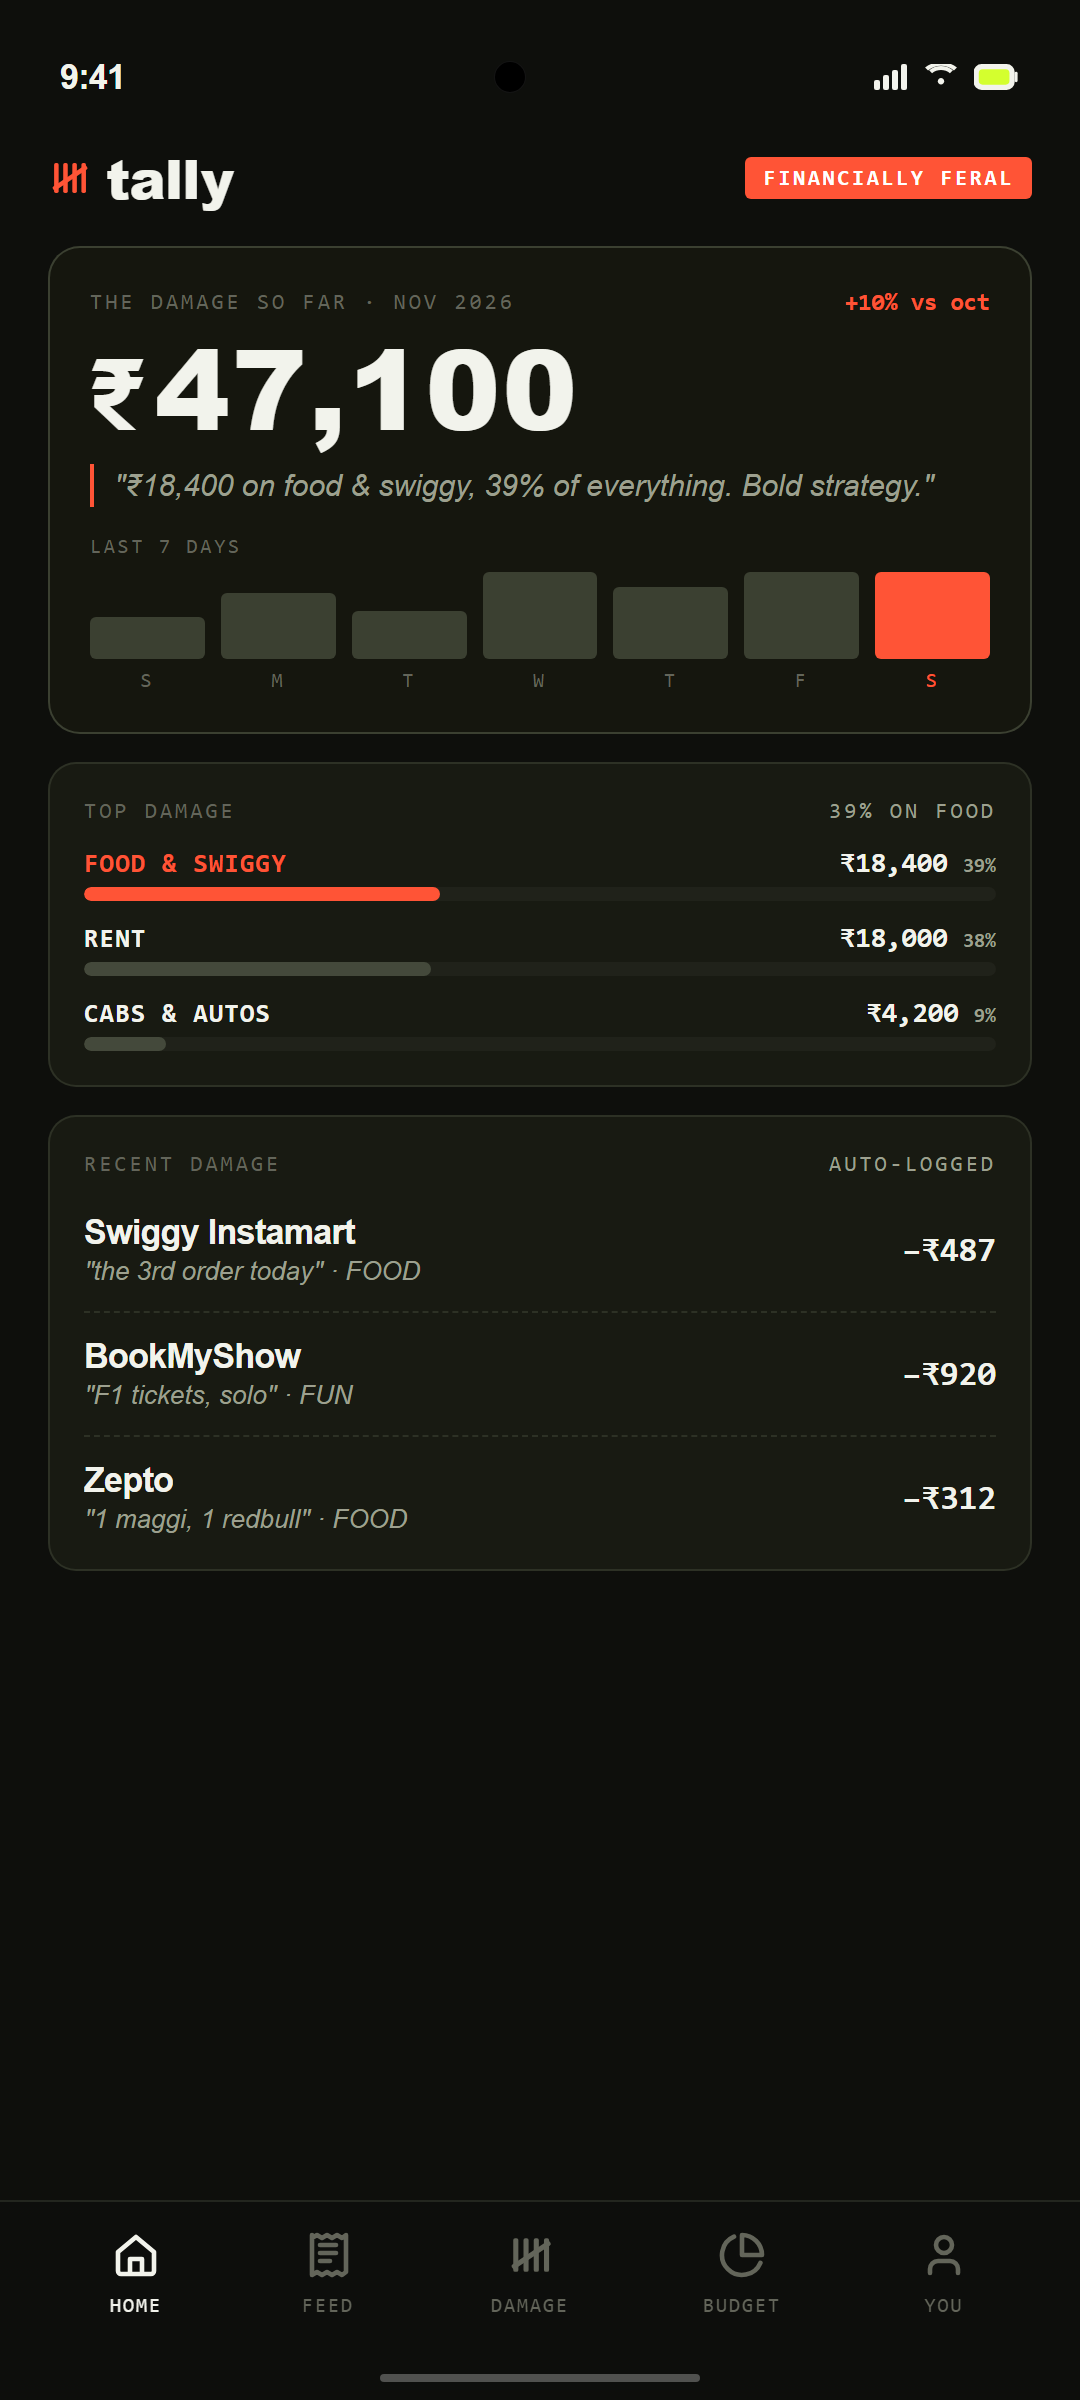 9:41
tally
FINANCIALLY FERAL
THE DAMAGE SO FAR · NOV 2026
+10% vs oct
₹47,100
"₹18,400 on food & swiggy, 39% of everything. Bold strategy."
LAST 7 DAYS
S M T W T F S
TOP DAMAGE
39% ON FOOD
FOOD & SWIGGY ₹18,400 39%
RENT ₹18,000 38%
CABS & AUTOS ₹4,200 9%
RECENT DAMAGE
AUTO-LOGGED
Swiggy Instamart
"the 3rd order today" · FOOD
–₹487
BookMyShow
"F1 tickets, solo" · FUN
–₹920
Zepto
"1 maggi, 1 redbull" · FOOD
–₹312
HOME FEED DAMAGE BUDGET YOU